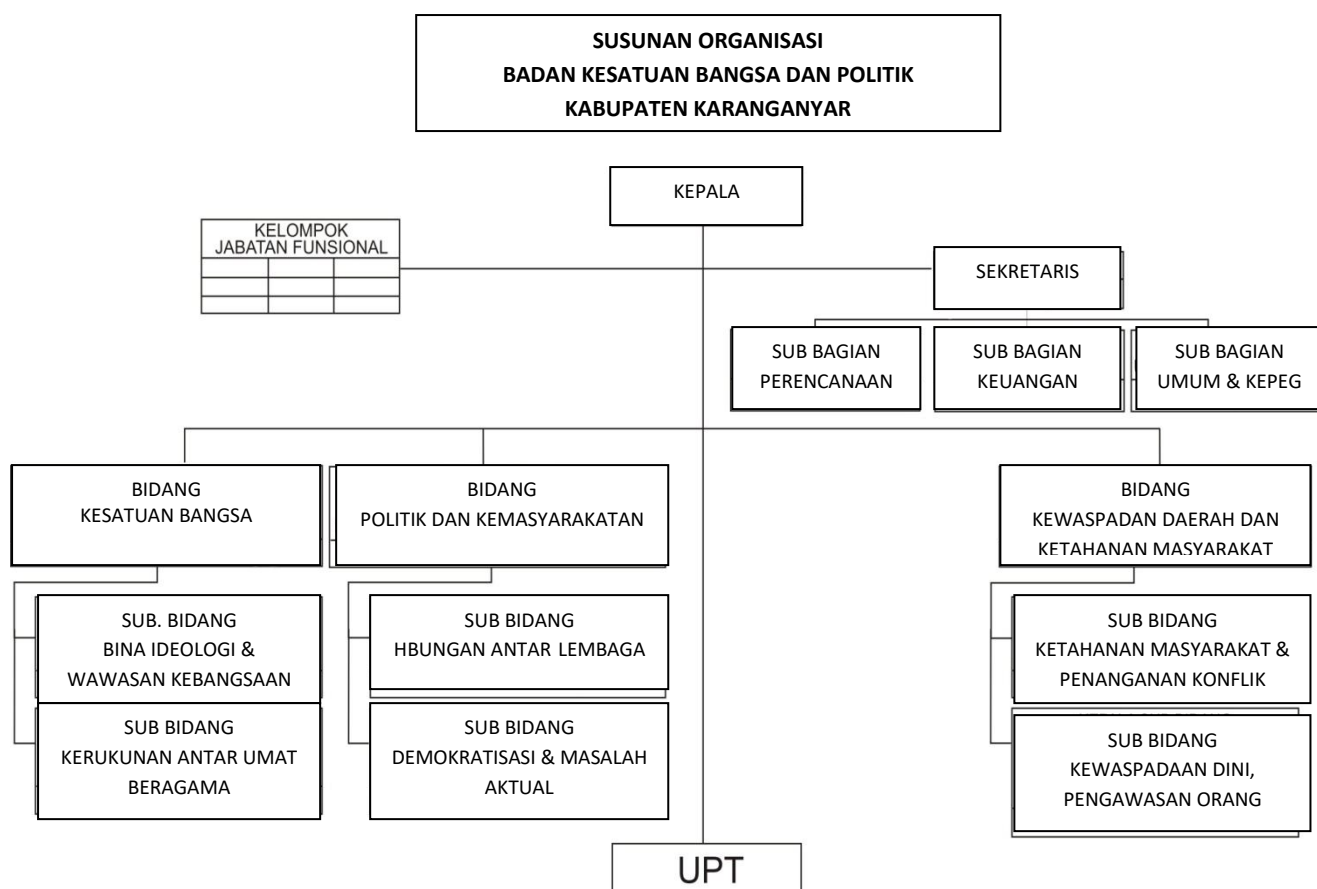 SUSUNAN ORGANISASI
BADAN KESATUAN BANGSA DAN POLITIK
KABUPATEN KARANGANYAR
KEPALA
KELOMPOK
JABATAN FUNSIONAL
SEKRETARIS
SUB BAGIAN
PERENCANAAN
SUB BAGIAN
KEUANGAN
SUB BAGIAN
UMUM & KEPEG
BIDANG
KESATUAN BANGSA
BIDANG
POLITIK DAN KEMASYARAKATAN
BIDANG
KEWASPADAN DAERAH DAN
KETAHANAN MASYARAKAT
SUB. BIDANG
BINA IDEOLOGI &
WAWASAN KEBANGSAAN
SUB BIDANG
HBUNGAN ANTAR LEMBAGA
SUB BIDANG
KETAHANAN MASYARAKAT &
PENANGANAN KONFLIK
SUB BIDANG
KERUKUNAN ANTAR UMAT
BERAGAMA
SUB BIDANG
DEMOKRATISASI & MASALAH
AKTUAL
SUB BIDANG
KEWASPADAAN DINI,
PENGAWASAN ORANG
UPT